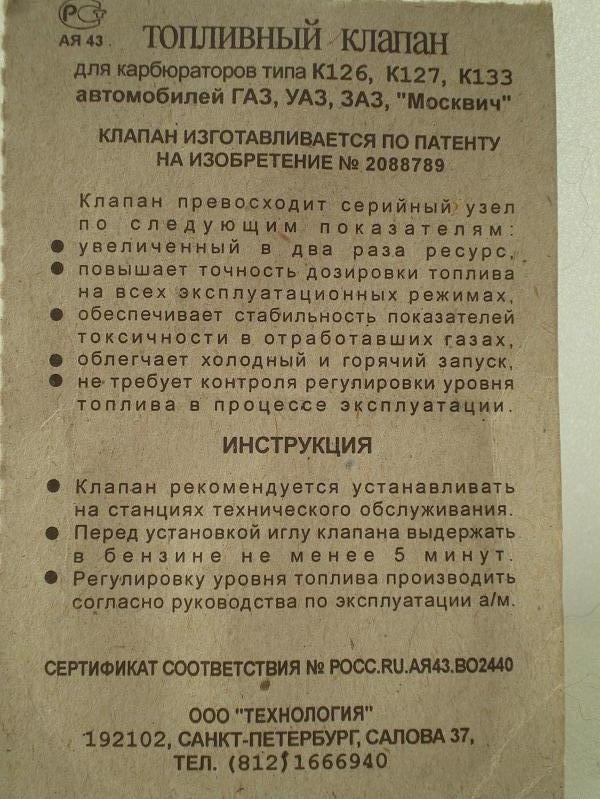 АЯ 43
ТОПЛИВНЫЙ КЛАПАН
для карбюраторов типа К126, К127, К133
автомобилей ГАЗ, УАЗ, ЗАЗ, "Москвич"
КЛАПАН ИЗГОТАВЛИВАЕТСЯ ПО ПАТЕНТУ
НА ИЗОБРЕТЕНИЕ № 2088789
Клапан превосходит серийный узел
по следующим показателям:
● увеличенный в два раза ресурс,
● повышает точность дозировки топлива
на всех эксплуатационных режимах,
● обеспечивает стабильность показателей
токсичности в отработавших газах,
● облегчает холодный и горячий запуск,
● не требует контроля регулировки уровня
топлива в процессе эксплуатации.
ИНСТРУКЦИЯ
● Клапан рекомендуется устанавливать
на станциях технического обслуживания.
● Перед установкой иглу клапана выдержать
в бензине не менее 5 минут.
● Регулировку уровня топлива производить
согласно руководства по эксплуатации а/м.
СЕРТИФИКАТ СООТВЕТСТВИЯ № РОСС.RU.АЯ43.ВО2440
ООО "ТЕХНОЛОГИЯ"
192102, САНКТ-ПЕТЕРБУРГ, САЛОВА 37,
ТЕЛ. (812)1666940